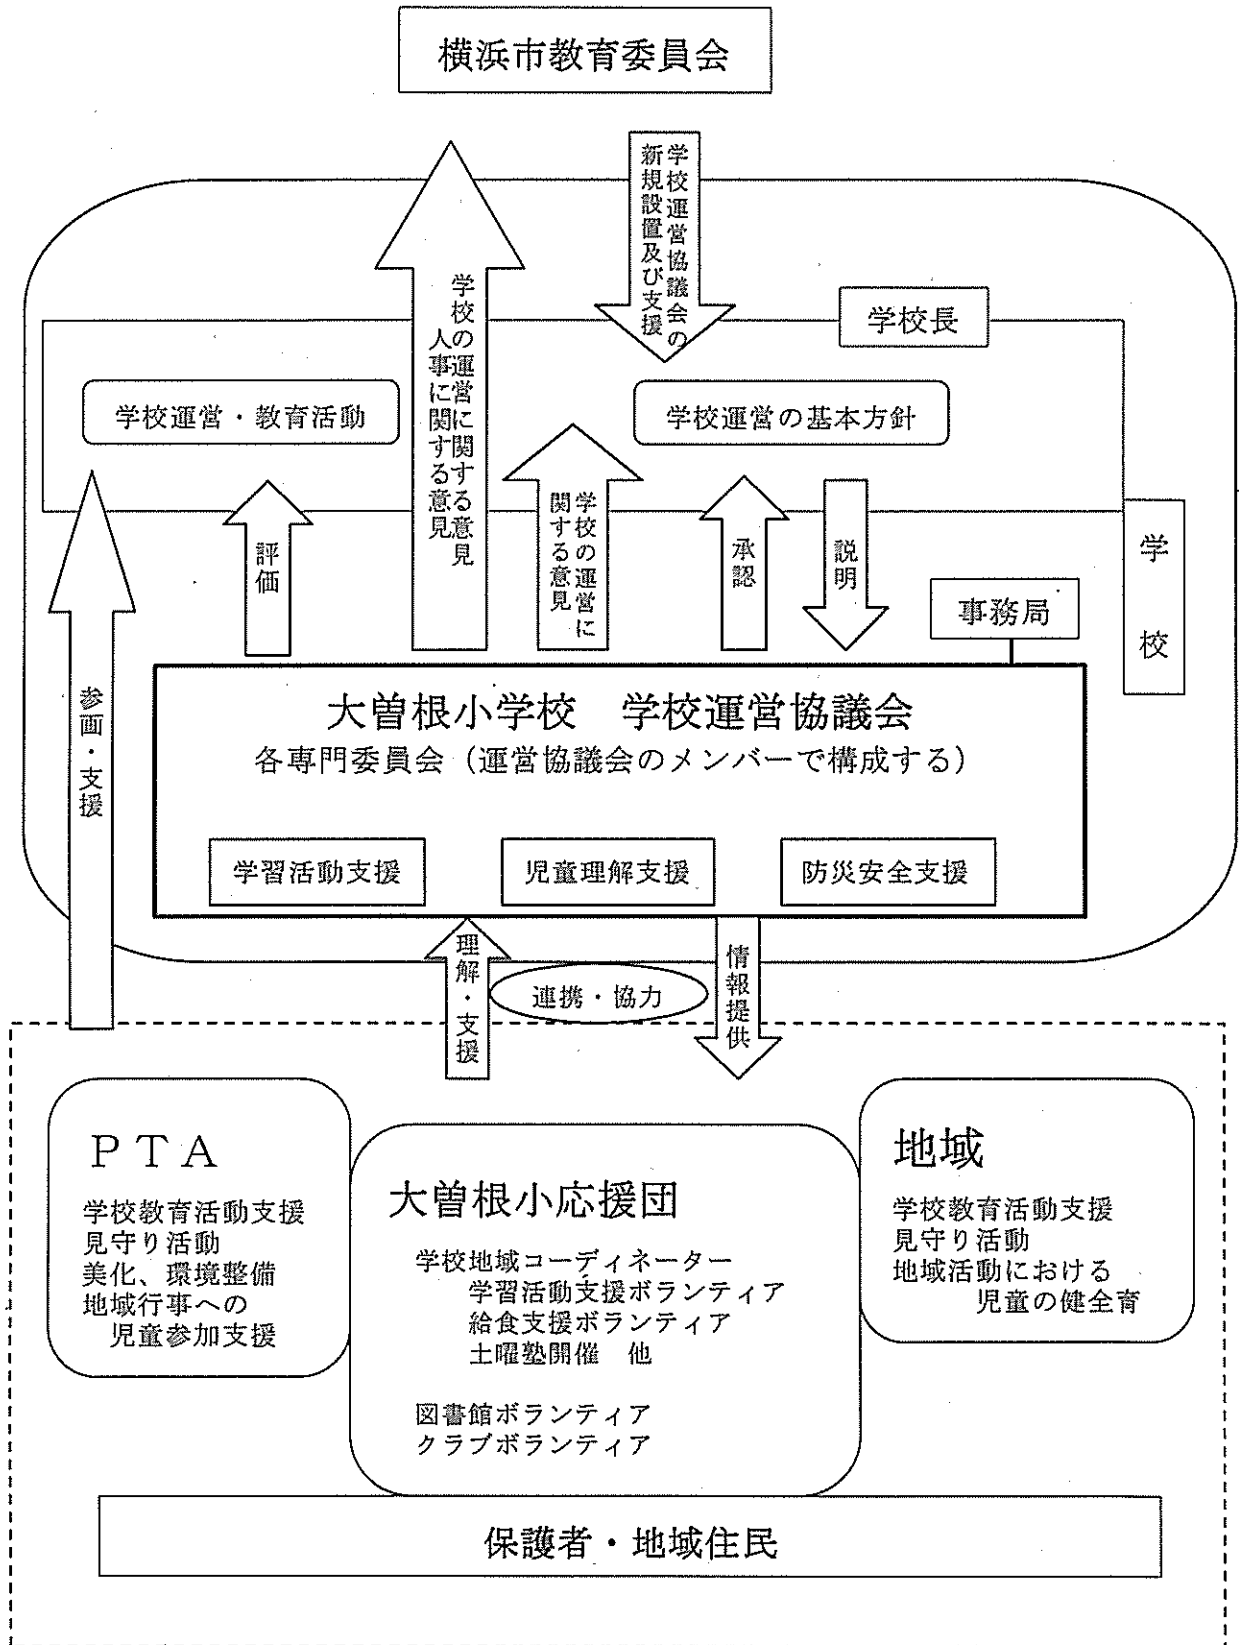 横浜市教育委員会
学校運営協議会の
新規設置及び支援
学校の運営に関する意見
人事に関する意見
学校長
学校運営・教育活動
学校運営の基本方針
評価
学校の運営に
関する意見
承認
説明
学校
事務局
参画・支援
大曽根小学校 学校運営協議会
各専門委員会（運営協議会のメンバーで構成する）
学習活動支援
児童理解支援
防災安全支援
理解・支援
連携・協力
情報提供
PTA
学校教育活動支援
見守り活動
美化、環境整備
地域行事への
児童参加支援
大曽根小応援団
学校地域コーディネーター
学習活動支援ボランティア
給食支援ボランティア
土曜塾開催 他
図書館ボランティア
クラブボランティア
地域
学校教育活動支援
見守り活動
地域活動における
児童の健全育
保護者・地域住民